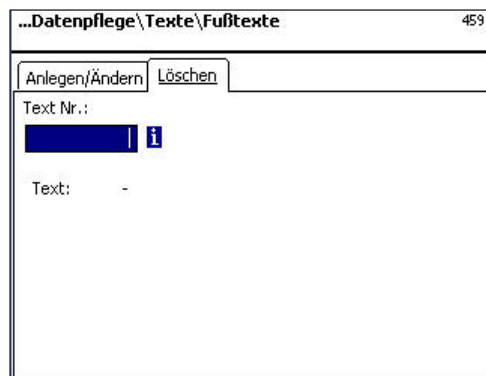 ...Datenpflege\Texte\Fußtexte 459
Anlegen/Ändern Löschen
Text Nr.:
i
Text: -